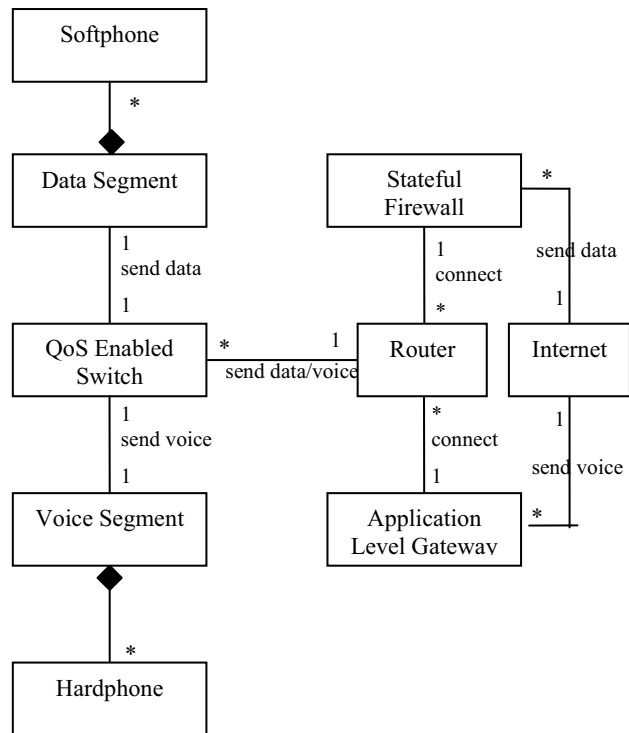 Softphone
*
Data Segment
1
send data
1
QoS Enabled
Switch
1
send voice
1
Voice Segment
*
Hardphone
*
1
send data/voice
Stateful
Firewall
1
connect
*
Router
*
connect
1
Application
Level Gateway
*
send data
1
Internet
1
send voice
*